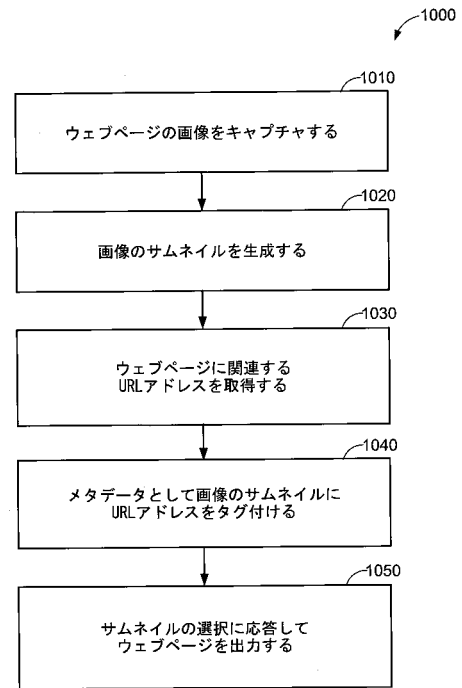 1000
1010
ウェブページの画像をキャプチャする
1020
画像のサムネイルを生成する
1030
ウェブページに関連する
URLアドレスを取得する
1040
メタデータとして画像のサムネイルに
URLアドレスをタグ付ける
1050
サムネイルの選択に応答して
ウェブページを出力する